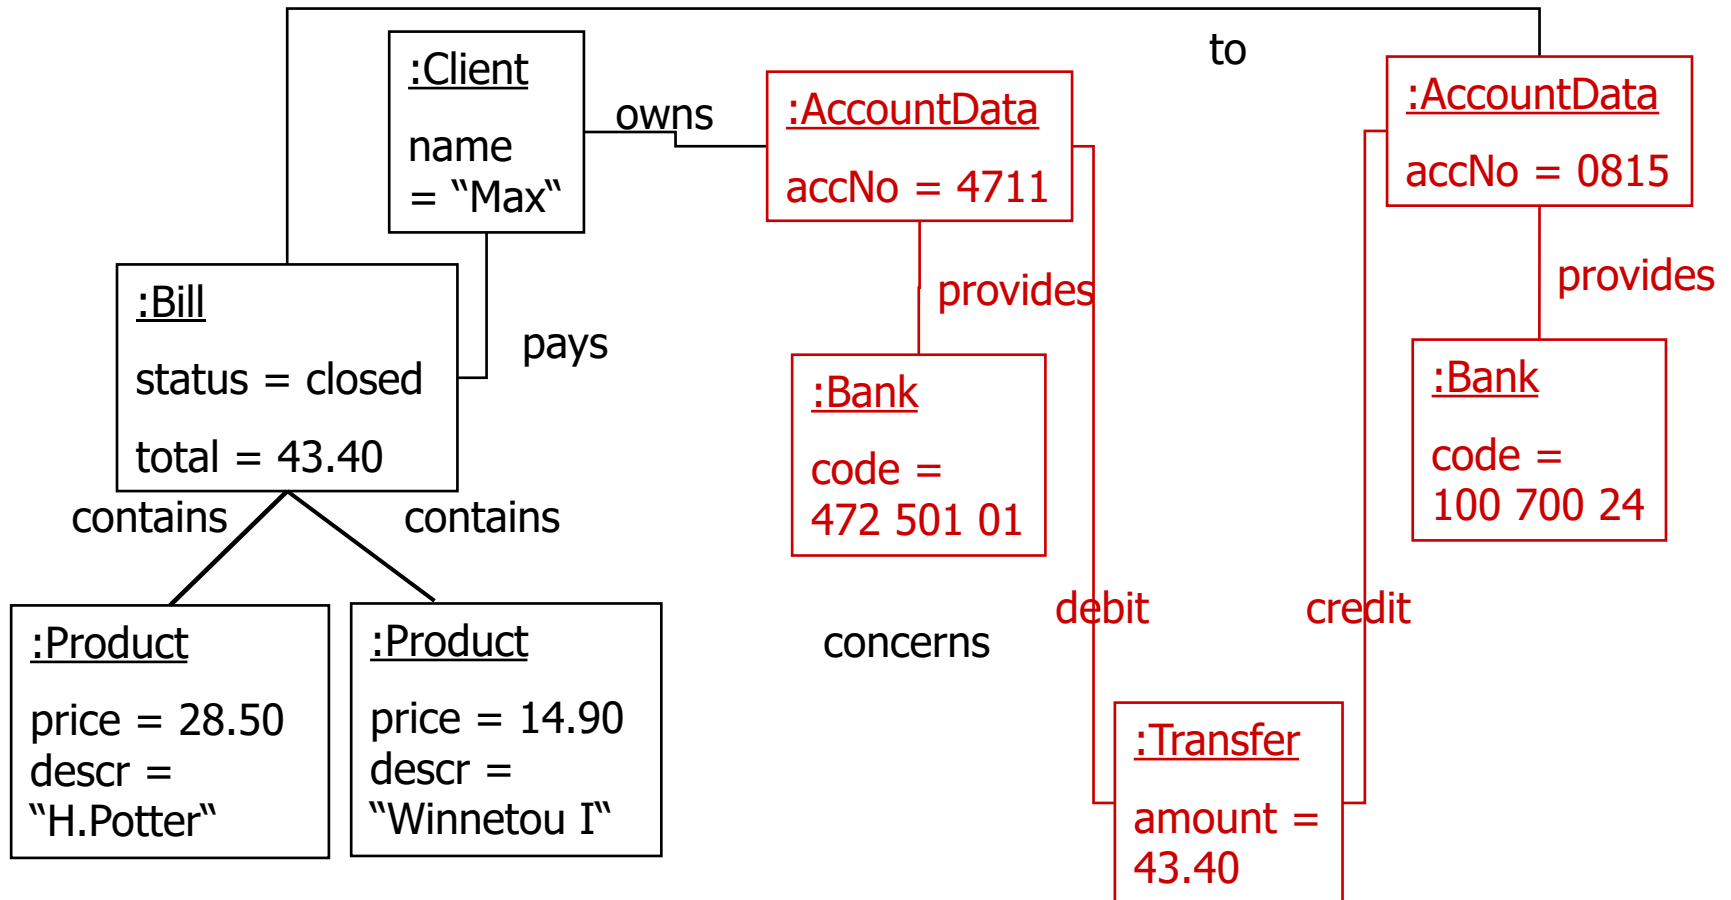 to
:Client
name
= “Max“
owns
:AccountData
accNo = 4711
:AccountData
accNo = 0815
provides
provides
:Bill
status = closed
total = 43.40
pays
:Bank
code =
472 501 01
:Bank
code =
100 700 24
contains
contains
debit
credit
concerns
:Product
price = 28.50
descr =
“H.Potter“
:Product
price = 14.90
descr =
“Winnetou I“
:Transfer
amount =
43.40